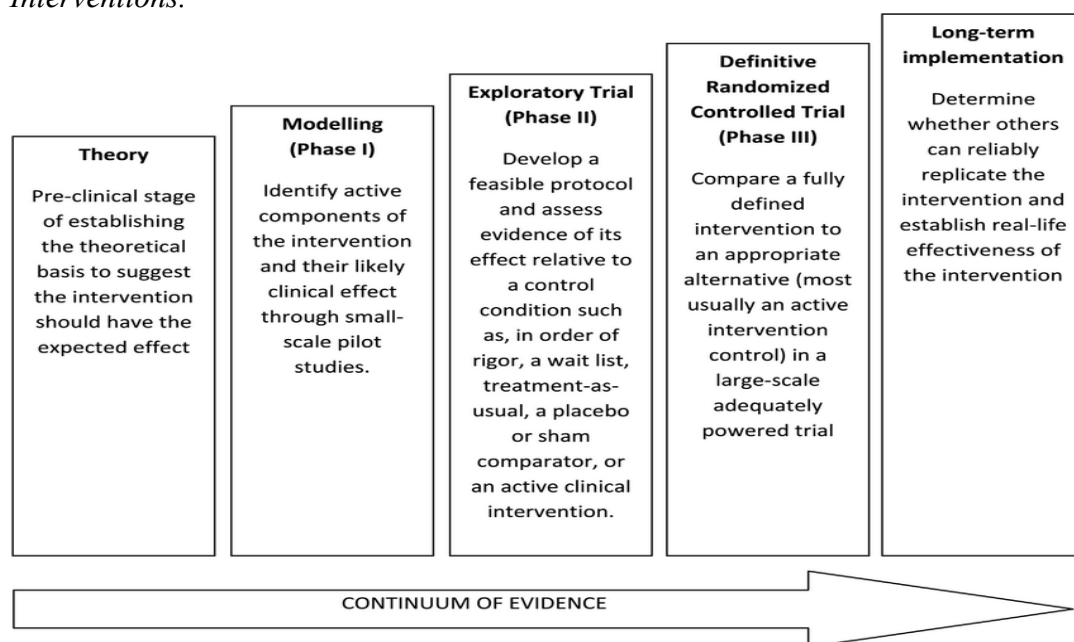 Interventions.
Theory
Pre-clinical stage
of establishing
the theoretical
basis to suggest
the intervention
should have the
expected effect
Modelling
(Phase I)
Identify active
components of
the intervention
and their likely
clinical effect
through small-
scale pilot
studies.
Exploratory Trial
(Phase II)
Develop a
feasible protocol
and assess
evidence of its
effect relative to
a control
condition such
as, in order of
rigor, a wait list,
treatment-as-
usual, a placebo
or sham
comparator, or
an active clinical
intervention.
Definitive
Randomized
Controlled Trial
(Phase III)
Compare a fully
defined
intervention to
an appropriate
alternative (most
usually an active
intervention
control) in a
large-scale
adequately
powered trial
Long-term
implementation
Determine
whether others
can reliably
replicate the
intervention and
establish real-life
effectiveness of
the intervention
CONTINUUM OF EVIDENCE